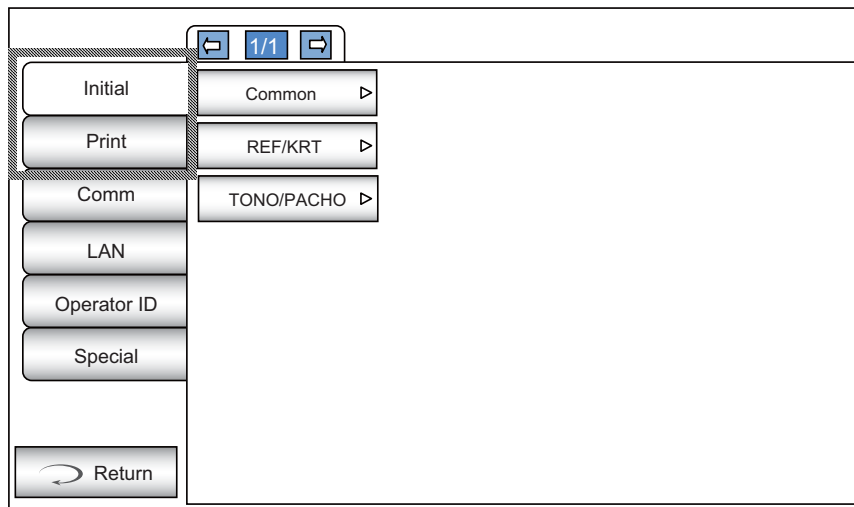 1/1
Initial
Common
Print
REF/KRT
Comm
TONO/PACHO
LAN
Operator ID
Special
Return